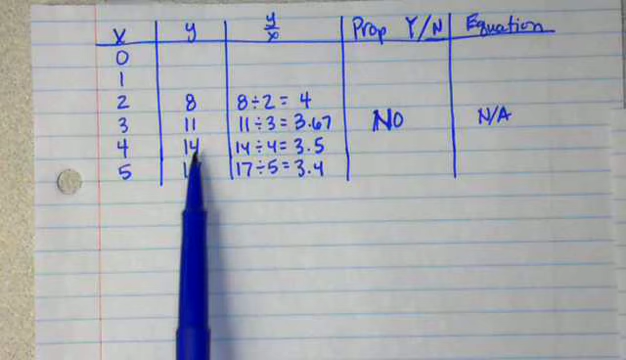 x y y/x Prop Y/N Equation
0
1
2 8 8÷2 = 4
3 11 11÷3 = 3.67 NO N/A
4 14 14÷4 = 3.5
5 17÷5 = 3.4